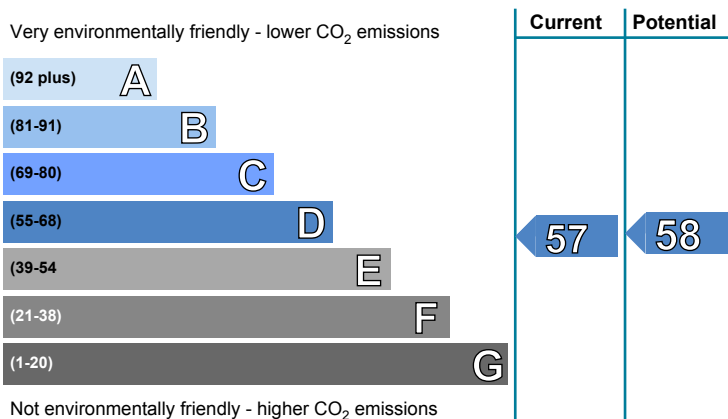 Current Potential
Very environmentally friendly - lower CO2 emissions
(92 plus) A
(81-91) B
(69-80) C
(55-68) D
57 58
(39-54 E
(21-38) F
(1-20) G
Not environmentally friendly - higher CO2 emissions